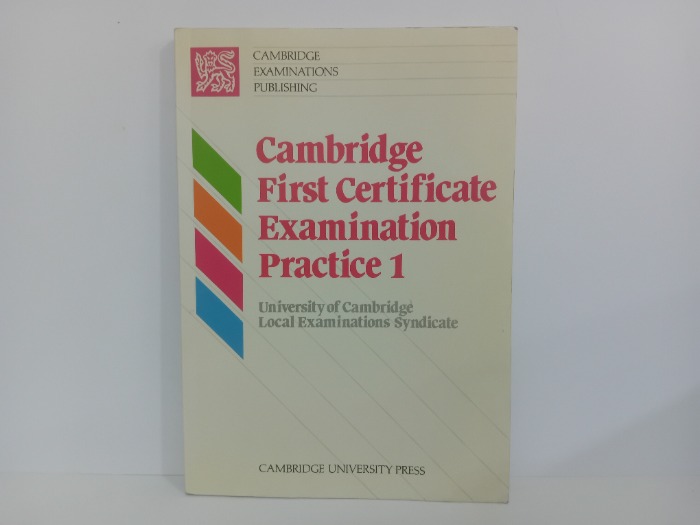 CAMBRIDGE
EXAMINATIONS
PUBLISHING
Cambridge
First Certificate
Examination
Practice 1
University of Cambridge
Local Examinations Syndicate
CAMBRIDGE UNIVERSITY PRESS